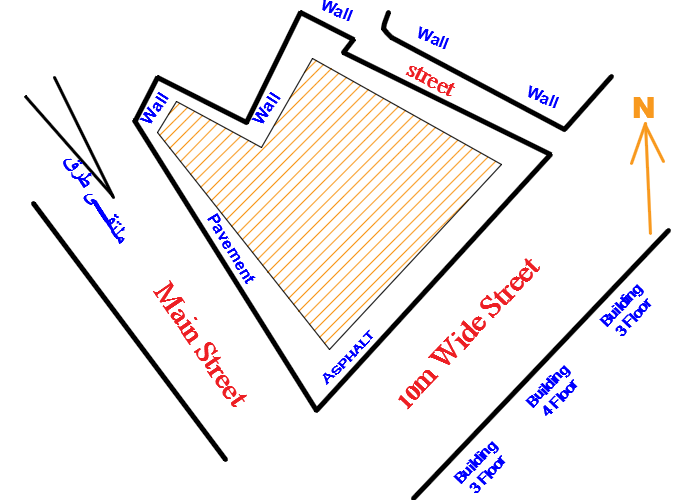 Wall
Wall
street
Wall
N
Wall
Wall
ملتقى طرق
Pavement
Main Street
ASPHALT
10m Wide Street
Building
3 Floor
Building
4 Floor
Building
3 Floor